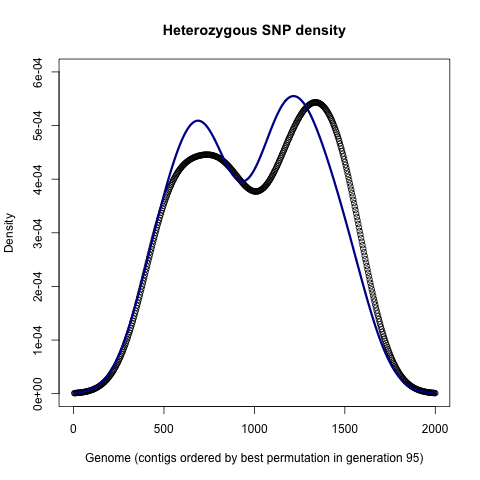 Heterozygous SNP density
6e-04
5e-04
4e-04
3e-04
2e-04
1e-04
0e+00
Density
0 500 1000 1500 2000
Genome (contigs ordered by best permutation in generation 95)